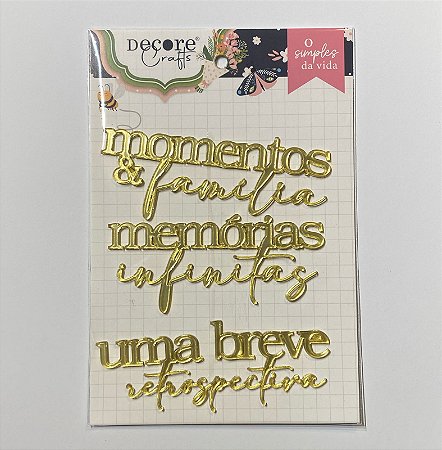 DECORE®
Crafts
O
simples
da vida
momentos
& família
memórias
infinitas
uma breve
retrospectiva